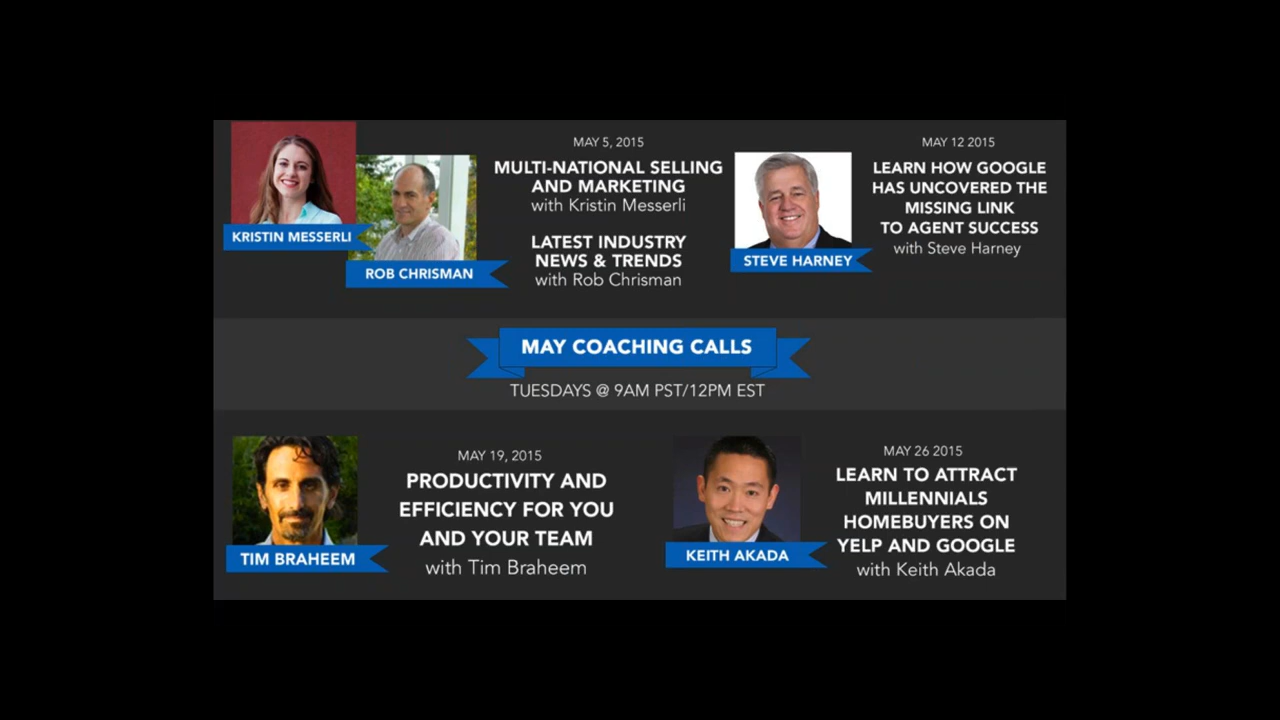 KRISTIN MESSERLI
ROB CHRISMAN
MAY 5, 2015
MULTI-NATIONAL SELLING
AND MARKETING
with Kristin Messerli
LATEST INDUSTRY
NEWS & TRENDS
with Rob Chrisman
STEVE HARNEY
MAY 12 2015
LEARN HOW GOOGLE
HAS UNCOVERED THE
MISSING LINK
TO AGENT SUCCESS
with Steve Harney
MAY COACHING CALLS
TUESDAYS @ 9AM PST/12PM EST
TIM BRAHEEM
MAY 19, 2015
PRODUCTIVITY AND
EFFICIENCY FOR YOU
AND YOUR TEAM
with Tim Braheem
KEITH AKADA
MAY 26 2015
LEARN TO ATTRACT
MILLENNIALS
HOMEBUYERS ON
YELP AND GOOGLE
with Keith Akada